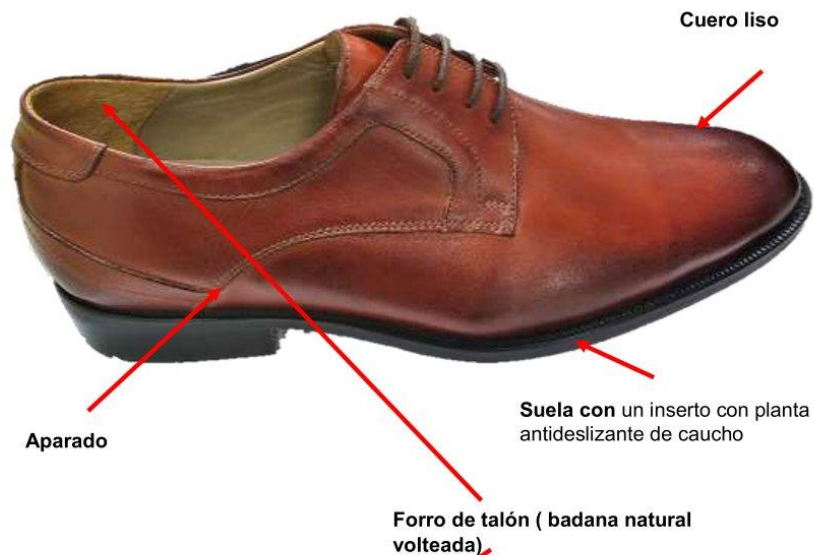 Cuero liso
Suela con un inserto con planta
antideslizante de caucho
Aparado
Forro de talón ( badana natural
volteada)